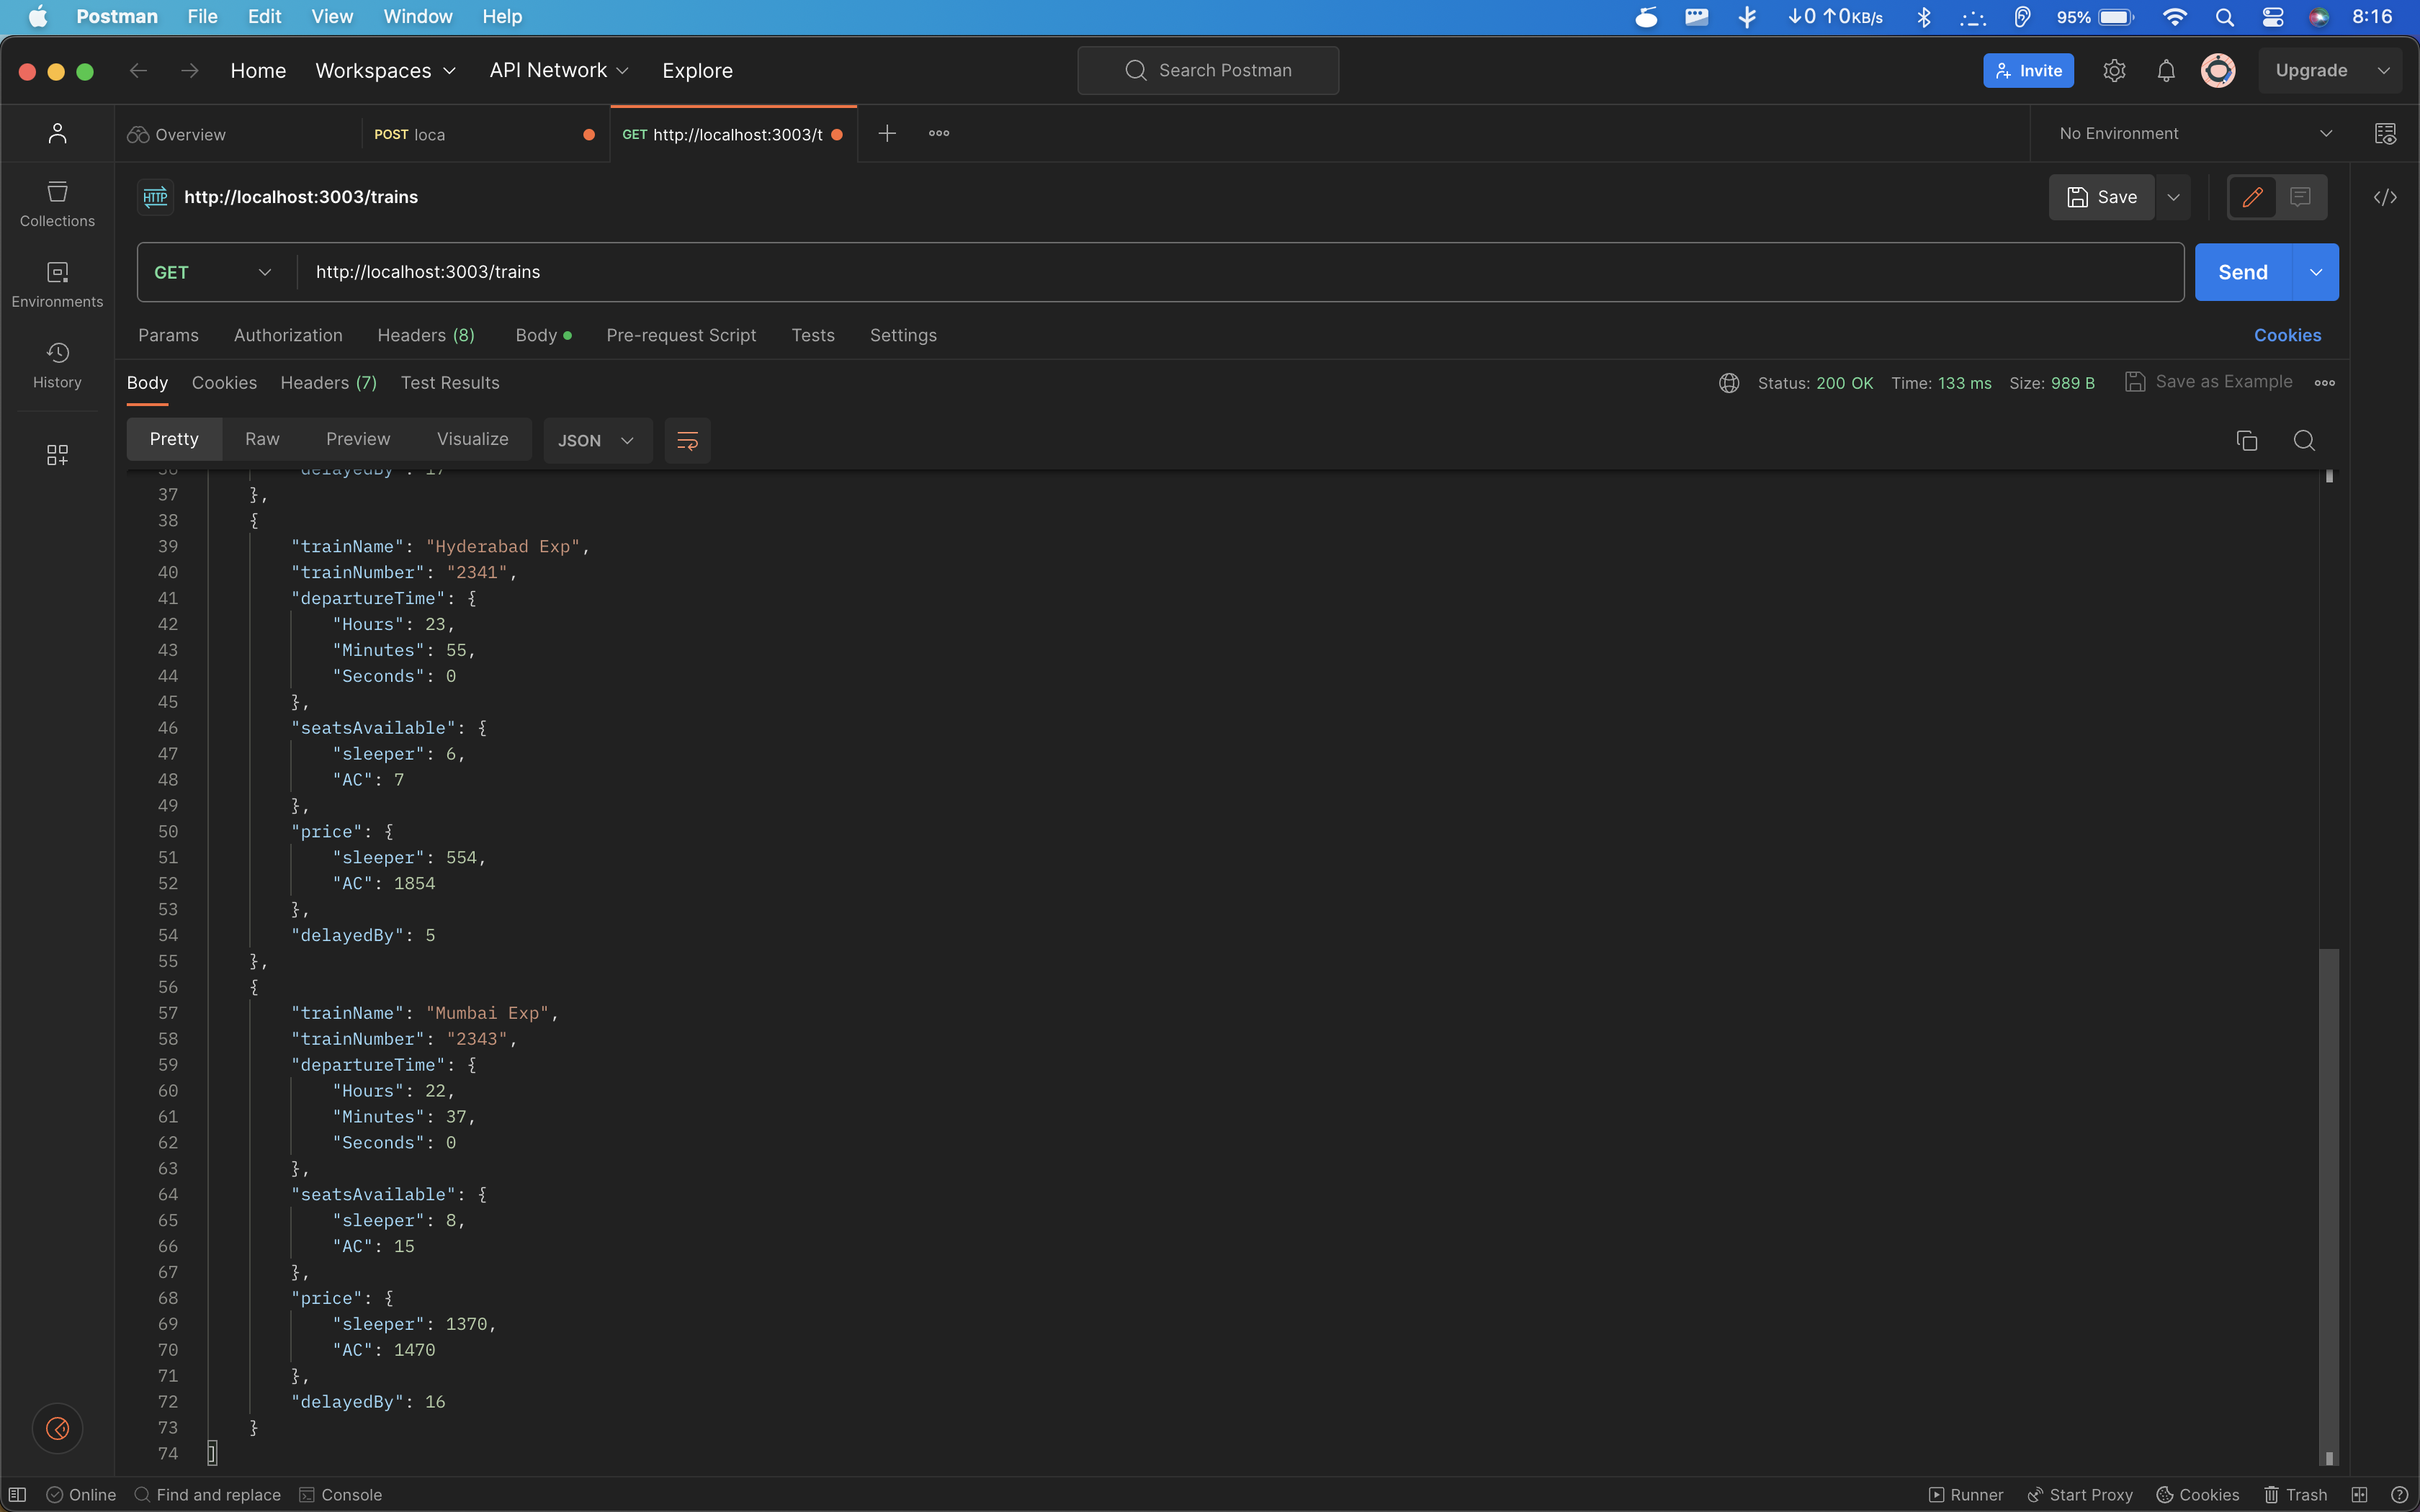 Postman File Edit View Window Help 0 0KB/s 95% 8:16
Home Workspaces API Network Explore Search Postman Invite Upgrade
Overview POST loca GET http://localhost:3003/t No Environment
HTTP http://localhost:3003/trains Save
Collections
GET http://localhost:3003/trains Send
Environments
Params Authorization Headers (8) Body Pre-request Script Tests Settings Cookies
History
Body Cookies Headers (7) Test Results Status: 200 OK Time: 133 ms Size: 989 B Save as Example
Pretty Raw Preview Visualize JSON
36 "delayedBy": 17
37 },
38 {
39 "trainName": "Hyderabad Exp",
40 "trainNumber": "2341",
41 "departureTime": {
42 "Hours": 23,
43 "Minutes": 55,
44 "Seconds": 0
45 },
46 "seatsAvailable": {
47 "sleeper": 6,
48 "AC": 7
49 },
50 "price": {
51 "sleeper": 554,
52 "AC": 1854
53 },
54 "delayedBy": 5
55 },
56 {
57 "trainName": "Mumbai Exp",
58 "trainNumber": "2343",
59 "departureTime": {
60 "Hours": 22,
61 "Minutes": 37,
62 "Seconds": 0
63 },
64 "seatsAvailable": {
65 "sleeper": 8,
66 "AC": 15
67 },
68 "price": {
69 "sleeper": 1370,
70 "AC": 1470
71 },
72 "delayedBy": 16
73 }
74 ]
Online Find and replace Console Runner Start Proxy Cookies Trash